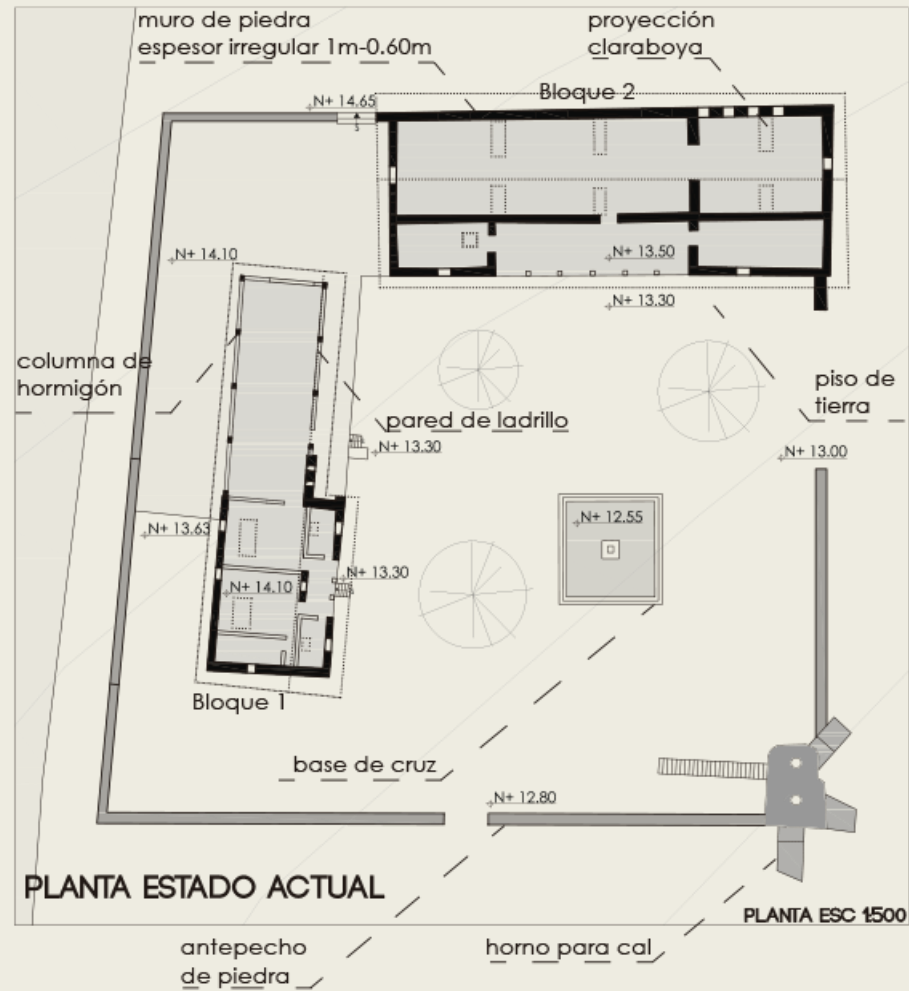 muro de piedra
espesor irregular 1m-0.60m
proyección
claraboya
Bloque 2
N+ 14.65
S
N+ 14.10
N+ 13.50
N+ 13.30
columna de
hormigón
piso de
tierra
pared de ladrillo
N+ 13.30
N+ 13.00
N+ 12.55
N+ 13.63
N+ 13.30
N+ 14.10
Bloque 1
base de cruz
N+ 12.80
PLANTA ESTADO ACTUAL
PLANTA ESC 1:500
antepecho
de piedra
horno para cal